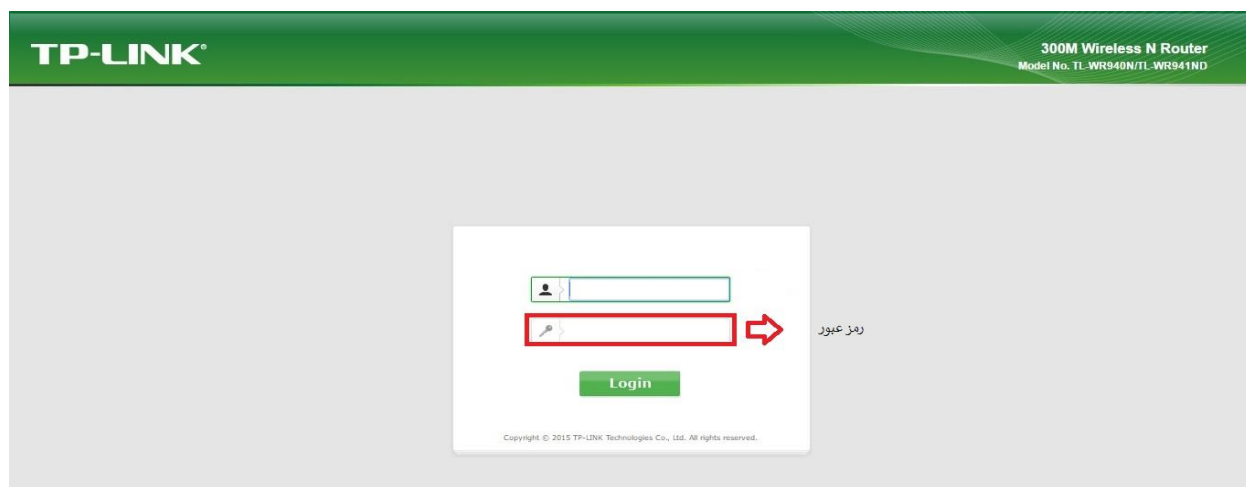 TP-LINK®
300M Wireless N Router
Model No. TL-WR940N/TL-WR941ND
رمز عبور
Login
Copyright © 2015 TP-LINK Technologies Co., Ltd. All rights reserved.